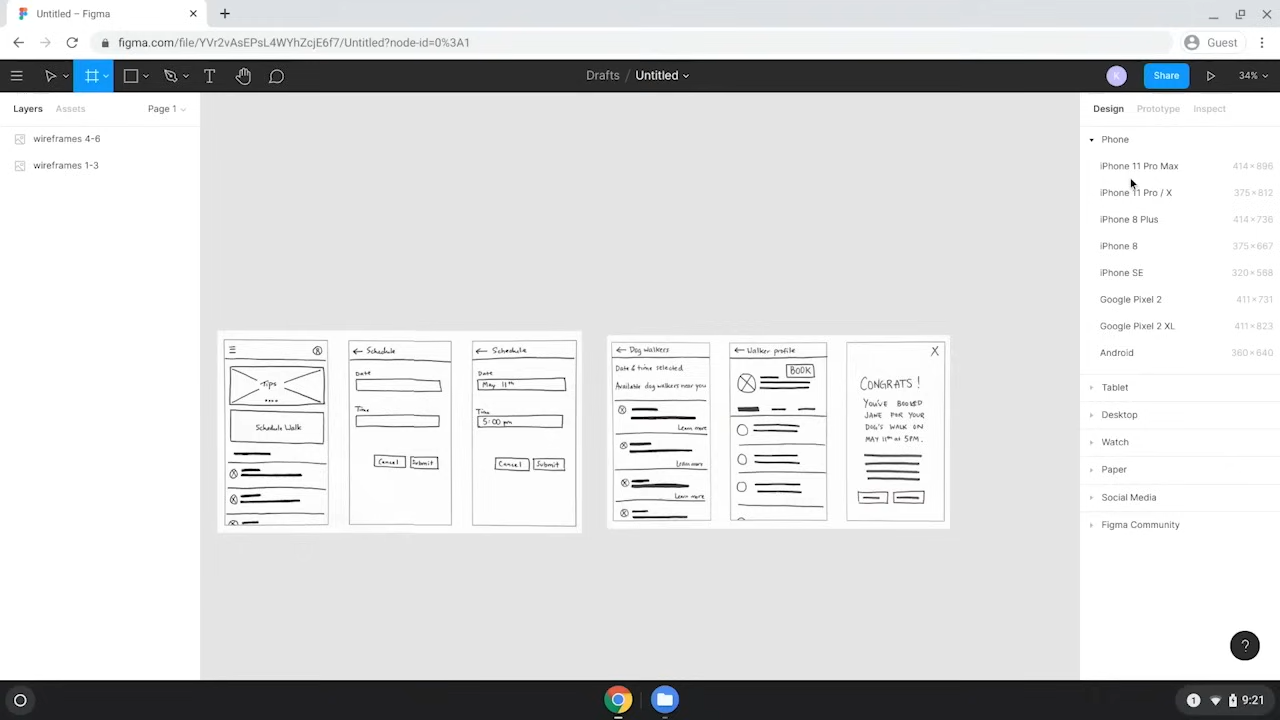 Untitled – Figma
figma.com/file/YVr2vAsEPsL4WYhZcjE6f7/Untitled?node-id=0%3A1
Guest
Drafts / Untitled
K
Share
34%
Layers
Assets
Page 1
wireframes 4-6
wireframes 1-3
Tips
Schedule Walk
← Schedule
Date
Time
Cancel
Submit
← Schedule
Date
May 11th
Time
5:00 pm
Cancel
Submit
← Dog walkers
Date & time selected
Available dog walkers near you
Learn more
Learn more
Learn more
← Walker profile
BOOK
X
CONGRATS!
YOU'VE BOOKED
JANE FOR YOUR
DOG'S WALK ON
MAY 11th AT 5PM.
Design
Prototype
Inspect
Phone
iPhone 11 Pro Max 414×896
iPhone 11 Pro / X 375×812
iPhone 8 Plus 414×736
iPhone 8 375×667
iPhone SE 320×568
Google Pixel 2 411×731
Google Pixel 2 XL 411×823
Android 360×640
Tablet
Desktop
Watch
Paper
Social Media
Figma Community
?
1
9:21